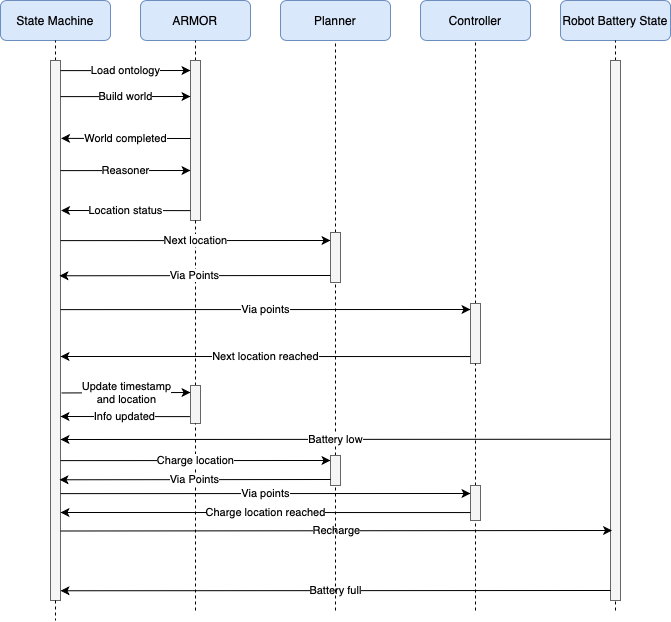 State Machine
ARMOR
Planner
Controller
Robot Battery State
Load ontology
Build world
World completed
Reasoner
Location status
Next location
Via Points
Via points
Next location reached
Update timestamp
and location
Info updated
Battery low
Charge location
Via Points
Via points
Charge location reached
Recharge
Battery full